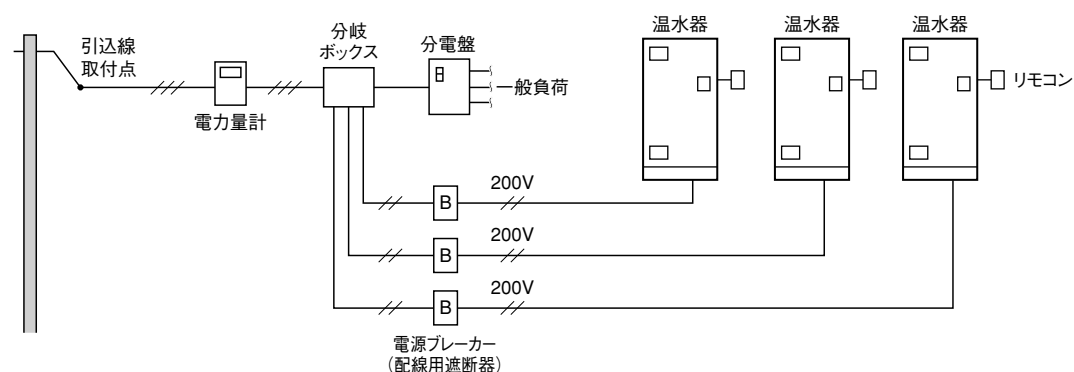 引込線
取付点
電力量計
分岐
ボックス
分電盤
一般負荷
温水器
温水器
温水器
リモコン
B
200V
B
200V
B
200V
電源ブレーカー
(配線用遮断器)